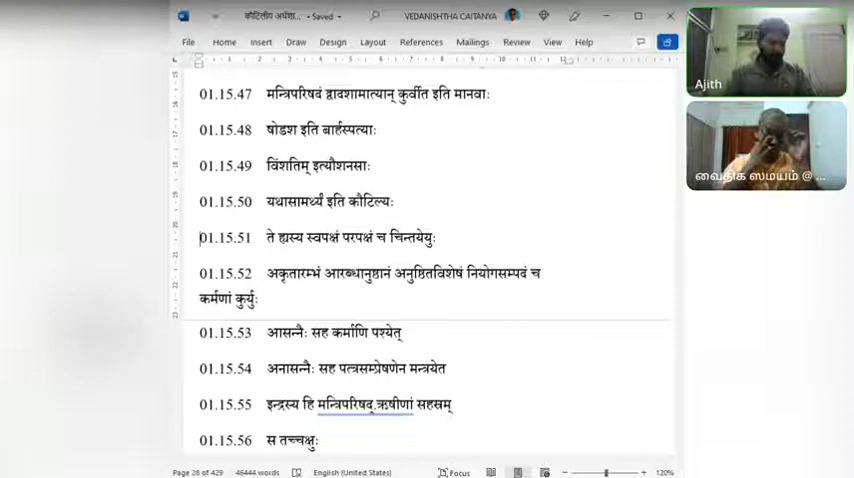 कौटिलीय अर्थशा... • Saved
VEDANISHTHA CAITANYA
File Home Insert Draw Design Layout References Mailings Review View Help
01.15.47 मन्त्रिपरिषदं द्वादशामात्यान् कुर्वीत इति मानवाः
01.15.48 षोडश इति बार्हस्पत्याः
01.15.49 विंशतिम् इत्यौशनसाः
01.15.50 यथासामर्थ्यं इति कौटिल्यः
01.15.51 ते ह्यस्य स्वपक्षं परपक्षं च चिन्तयेयुः
01.15.52 अकृतारम्भं आरब्धानुष्ठानं अनुष्ठितविशेषं नियोगसम्पदं च
कर्मणां कुर्युः
01.15.53 आसन्नैः सह कर्माणि पश्येत्
01.15.54 अनासन्नैः सह पत्त्रसम्प्रेषणेन मन्त्रयेत
01.15.55 इन्द्रस्य हि मन्त्रिपरिषद्.ऋषीणां सहस्रम्
01.15.56 स तच्चक्षुः
Page 28 of 429 46444 words English (United States) Focus 120%
Ajith
வைதிக ஸமயம் @ ...